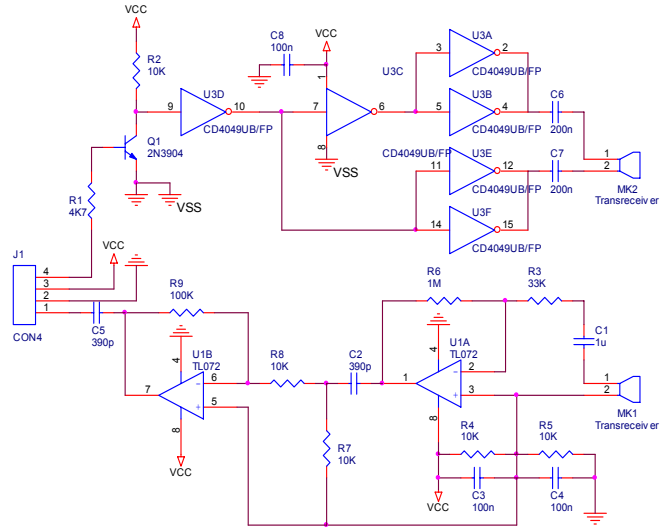 VCC
R2
10K
C8
100n
VCC
U3A
3
2
CD4049UB/FP
U3D
9
10
CD4049UB/FP
1
U3C
7
6
8
VSS
U3B
5
4
CD4049UB/FP
C6
200n
Q1
2N3904
VSS
CD4049UB/FP
U3E
11
12
C7
200n
1
2
MK2
Transreceiver
U3F
14
15
CD4049UB/FP
R1
4K7
J1
VCC
4
3
2
1
CON4
C5
390p
R9
100K
U1B
TL072
4
7
6
5
8
VCC
R8
10K
C2
390p
R7
10K
R6
1M
R3
33K
C1
1u
U1A
TL072
4
1
2
3
8
VCC
1
2
MK1
Transreceiver
R4
10K
R5
10K
C3
100n
C4
100n